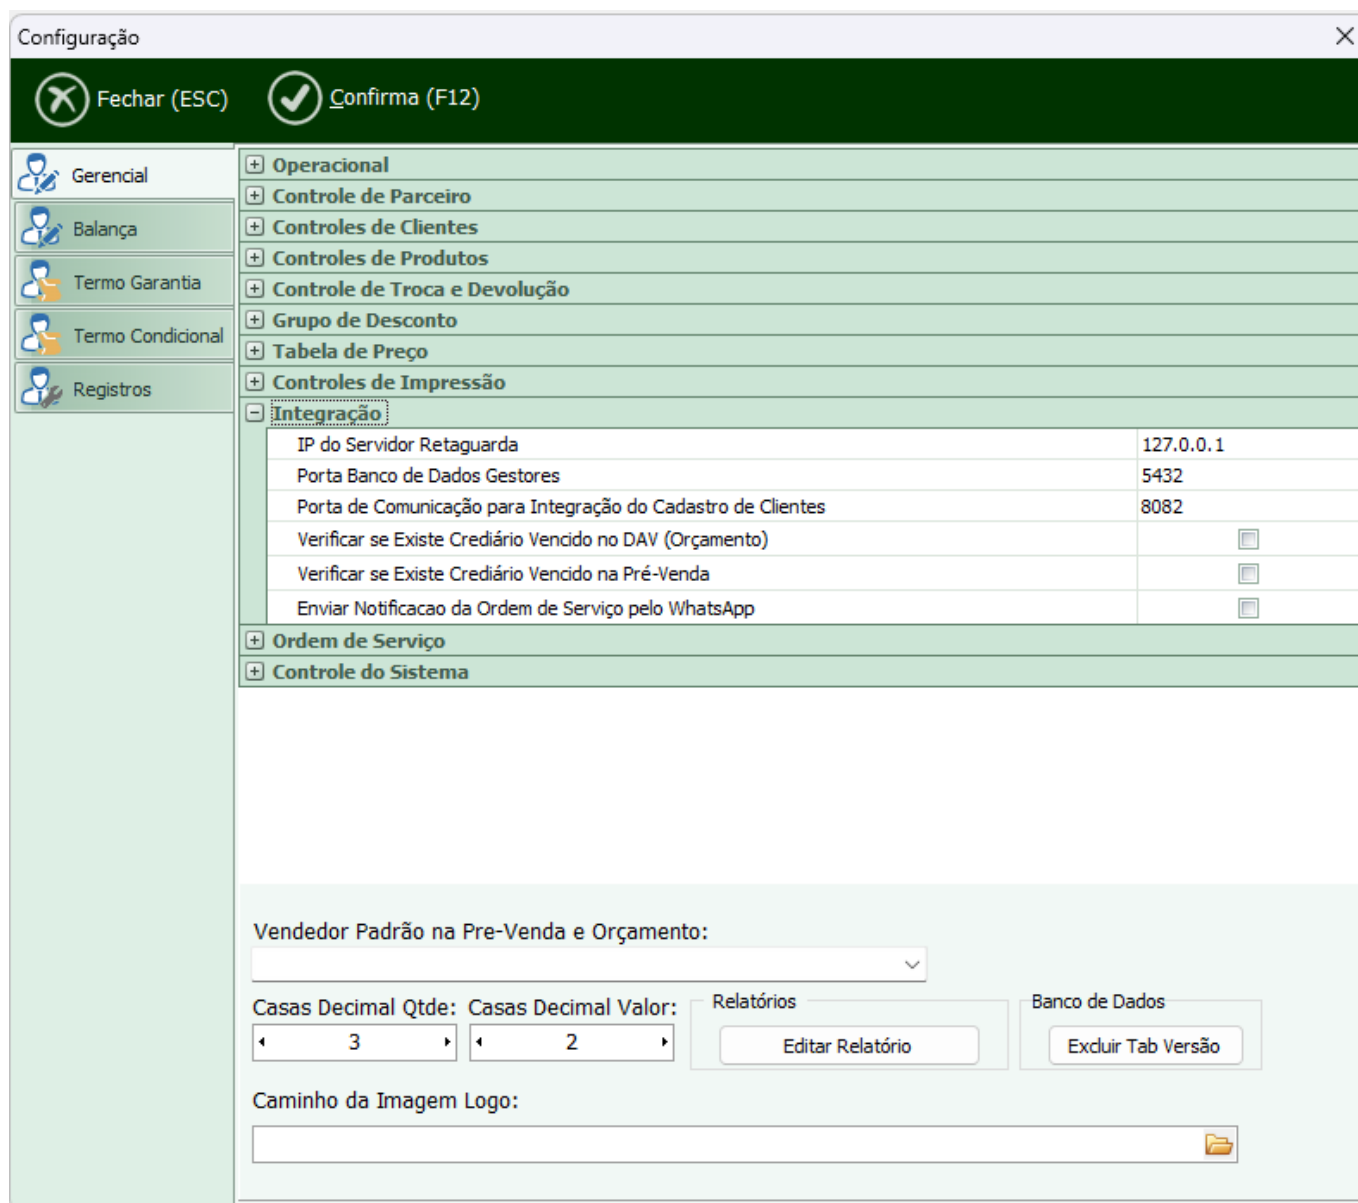 Configuração
Fechar (ESC)
Confirma (F12)
Gerencial
Balança
Termo Garantia
Termo Condicional
Registros
Operacional
Controle de Parceiro
Controles de Clientes
Controles de Produtos
Controle de Troca e Devolução
Grupo de Desconto
Tabela de Preço
Controles de Impressão
Integração
IP do Servidor Retaguarda 127.0.0.1
Porta Banco de Dados Gestores 5432
Porta de Comunicação para Integração do Cadastro de Clientes 8082
Verificar se Existe Crediário Vencido no DAV (Orçamento)
Verificar se Existe Crediário Vencido na Pré-Venda
Enviar Notificacao da Ordem de Serviço pelo WhatsApp
Ordem de Serviço
Controle do Sistema
Vendedor Padrão na Pre-Venda e Orçamento:
Casas Decimal Qtde: Casas Decimal Valor: Relatórios Banco de Dados
3 2 Editar Relatório Excluir Tab Versão
Caminho da Imagem Logo: